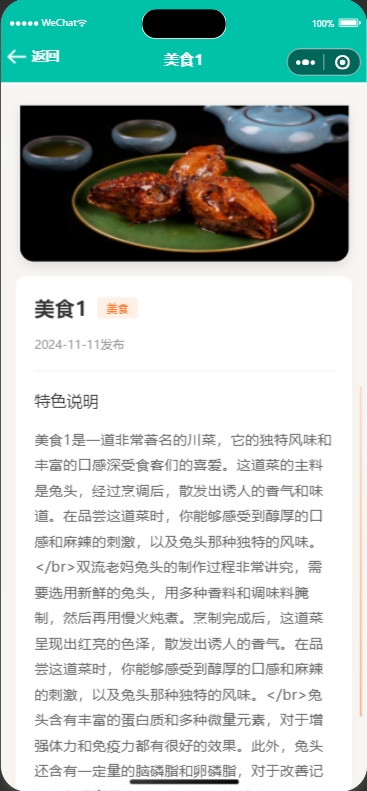 WeChat
100%
返回
美食1
美食1
美食
2024-11-11发布
特色说明
美食1是一道非常著名的川菜，它的独特风味和
丰富的口感深受食客们的喜爱。这道菜的主料
是兔头，经过烹调后，散发出诱人的香气和味
道。在品尝这道菜时，你能够感受到醇厚的口
感和麻辣的刺激，以及兔头那种独特的风味。
</br>双流老妈兔头的制作过程非常讲究，需
要选用新鲜的兔头，用多种香料和调味料腌
制，然后再用慢火炖煮。烹制完成后，这道菜
呈现出红亮的色泽，散发出诱人的香气。在品
尝这道菜时，你能够感受到醇厚的口感和麻辣
的刺激，以及兔头那种独特的风味。</br>兔
头含有丰富的蛋白质和多种微量元素，对于增
强体力和免疫力都有很好的效果。此外，兔头
还含有一定量的脑磷脂和卵磷脂，对于改善记